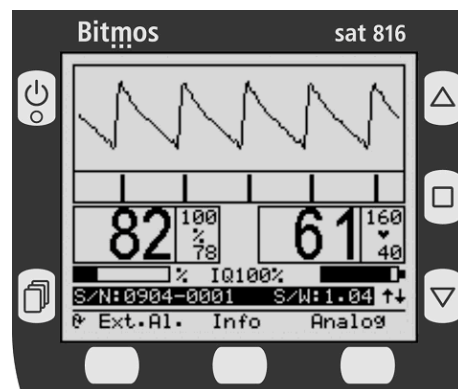 Bitmos sat 816
82 100 % 78 61 160 ♥ 40
% IQ100%
S/N:0904-0001 S/W:1.04 ↑↓
Ext.Al. Info Analog